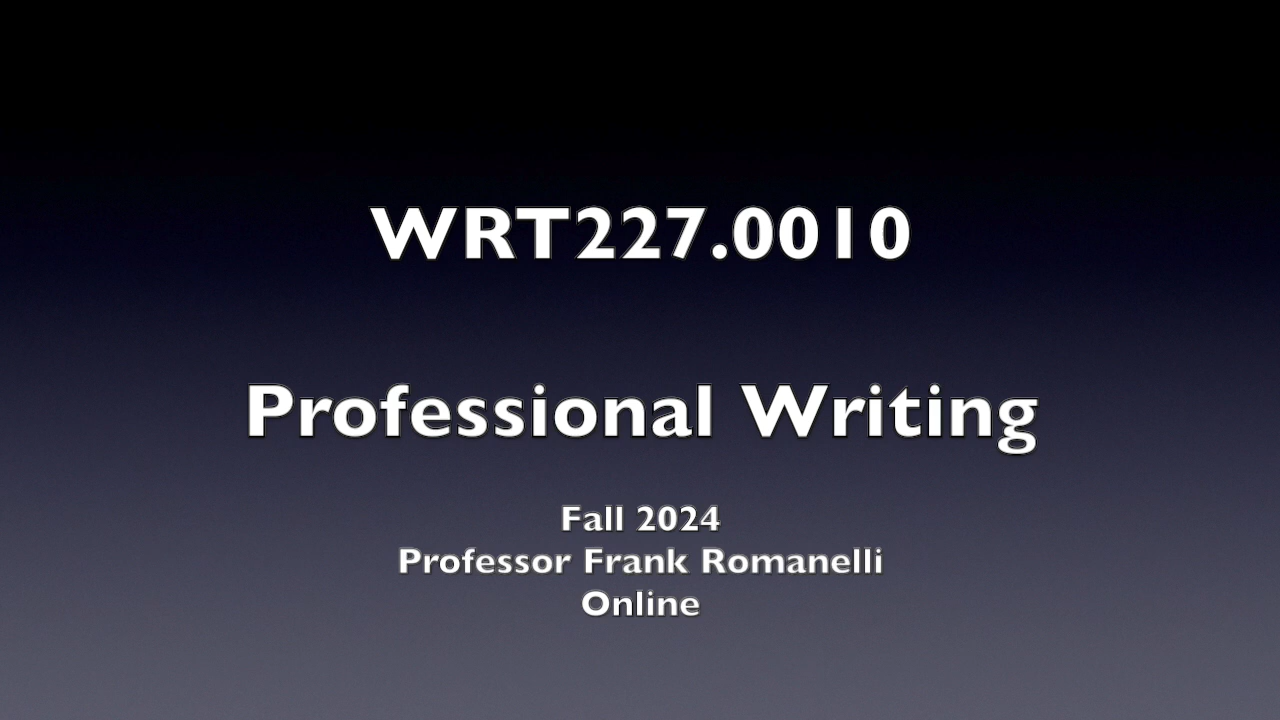 WRT227.0010
Professional Writing
Fall 2024
Professor Frank Romanelli
Online